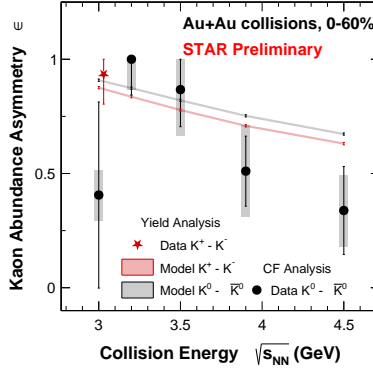 Au+Au collisions, 0-60%
STAR Preliminary
Kaon Abundance Asymmetry ϵ
1
0.5
0
Yield Analysis
Data K⁺ - K⁻
Model K⁺ - K⁻
CF Analysis
Model K⁰ - K̅⁰
Data K⁰ - K̅⁰
3
3.5
4
4.5
Collision Energy √s_NN (GeV)